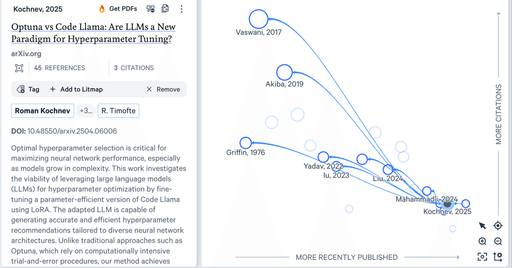 Kochnev, 2025
Get PDFs
Optuna vs Code Llama: Are LLMs a New
Paradigm for Hyperparameter Tuning?
arXiv.org
45 REFERENCES
3 CITATIONS
Tag
+ Add to Litmap
× Remove
Roman Kochnev
+3...
R. Timofte
DOI: 10.48550/arxiv.2504.06006
Optimal hyperparameter selection is critical for
maximizing neural network performance, especially
as models grow in complexity. This work investigates
the viability of leveraging large language models
(LLMs) for hyperparameter optimization by fine-
tuning a parameter-efficient version of Code Llama
using LoRA. The adapted LLM is capable of
generating accurate and efficient hyperparameter
recommendations tailored to diverse neural network
architectures. Unlike traditional approaches such as
Optuna, which rely on computationally intensive
trial-and-error procedures, our method achieves
Vaswani, 2017
Akiba, 2019
Griffin, 1976
Yadav, 2022
Liu, 2024
Mahammadli, 2024
Kochnev, 2025
MORE CITATIONS
MORE RECENTLY PUBLISHED